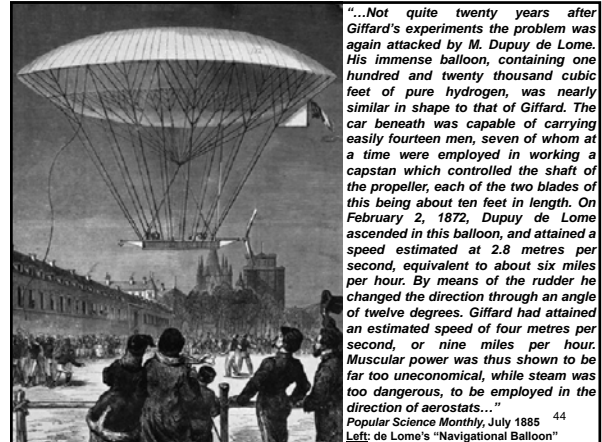 “…Not quite twenty years after
Giffard’s experiments the problem was
again attacked by M. Dupuy de Lome.
His immense balloon, containing one
hundred and twenty thousand cubic
feet of pure hydrogen, was nearly
similar in shape to that of Giffard. The
car beneath was capable of carrying
easily fourteen men, seven of whom at
a time were employed in working a
capstan which controlled the shaft of
the propeller, each of the two blades of
this being about ten feet in length. On
February 2, 1872, Dupuy de Lome
ascended in this balloon, and attained a
speed estimated at 2.8 metres per
second, equivalent to about six miles
per hour. By means of the rudder he
changed the direction through an angle
of twelve degrees. Giffard had attained
an estimated speed of four metres per
second, or nine miles per hour.
Muscular power was thus shown to be
far too uneconomical, while steam was
too dangerous, to be employed in the
direction of aerostats…”
Popular Science Monthly, July 1885
44
Left: de Lome’s “Navigational Balloon”